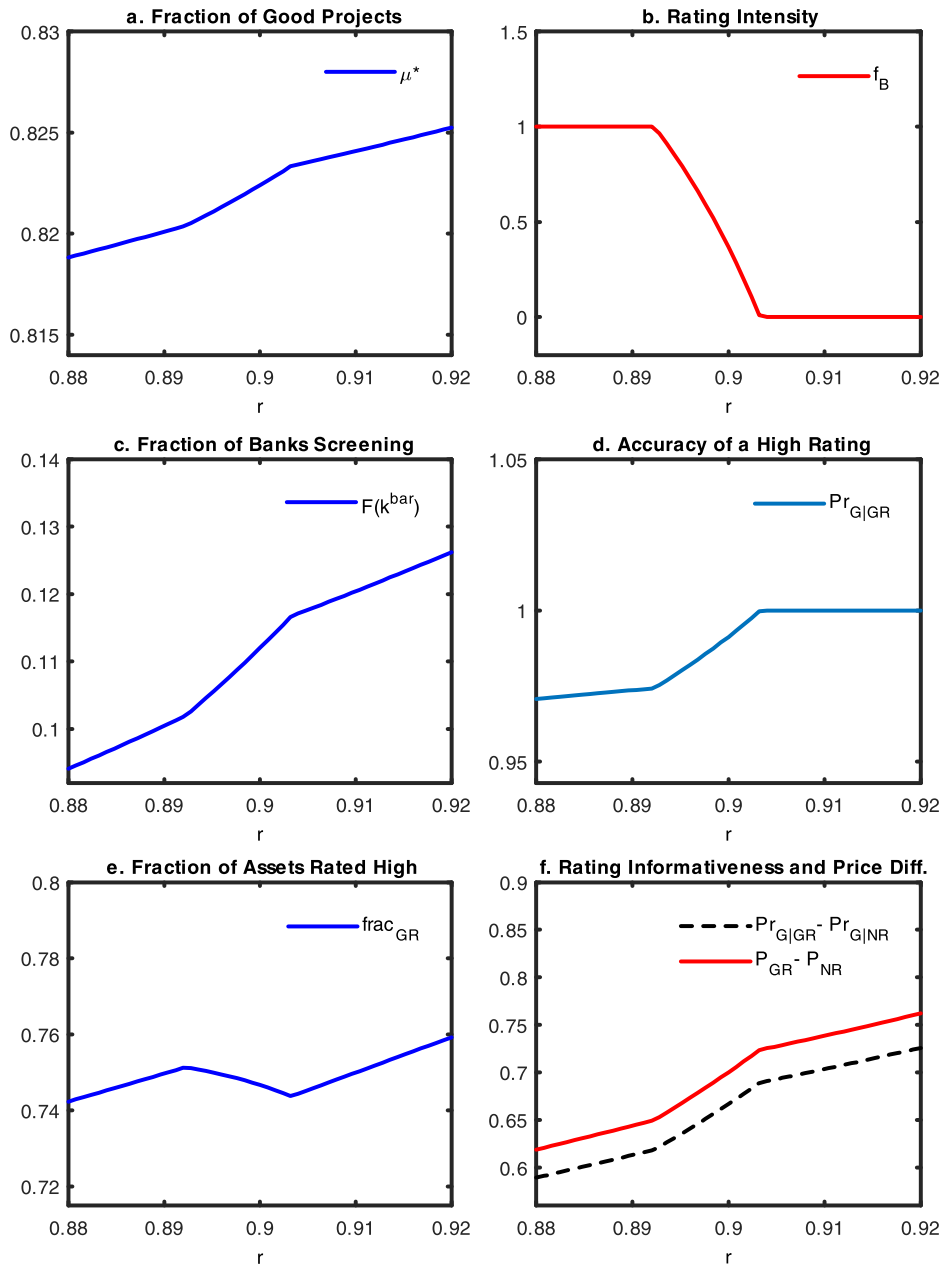 a. Fraction of Good Projects
0.83
0.825
0.82
0.815
μ*
0.88 0.89 0.9 0.91 0.92
r
b. Rating Intensity
1.5
1
0.5
0
f_B
0.88 0.89 0.9 0.91 0.92
r
c. Fraction of Banks Screening
0.14
0.13
0.12
0.11
0.1
F(k^bar)
0.88 0.89 0.9 0.91 0.92
r
d. Accuracy of a High Rating
1.05
1
0.95
Pr_G|GR
0.88 0.89 0.9 0.91 0.92
r
e. Fraction of Assets Rated High
0.8
0.78
0.76
0.74
0.72
frac_GR
0.88 0.89 0.9 0.91 0.92
r
f. Rating Informativeness and Price Diff.
0.9
0.85
0.8
0.75
0.7
0.65
0.6
Pr_G|GR - Pr_G|NR
P_GR - P_NR
0.88 0.89 0.9 0.91 0.92
r